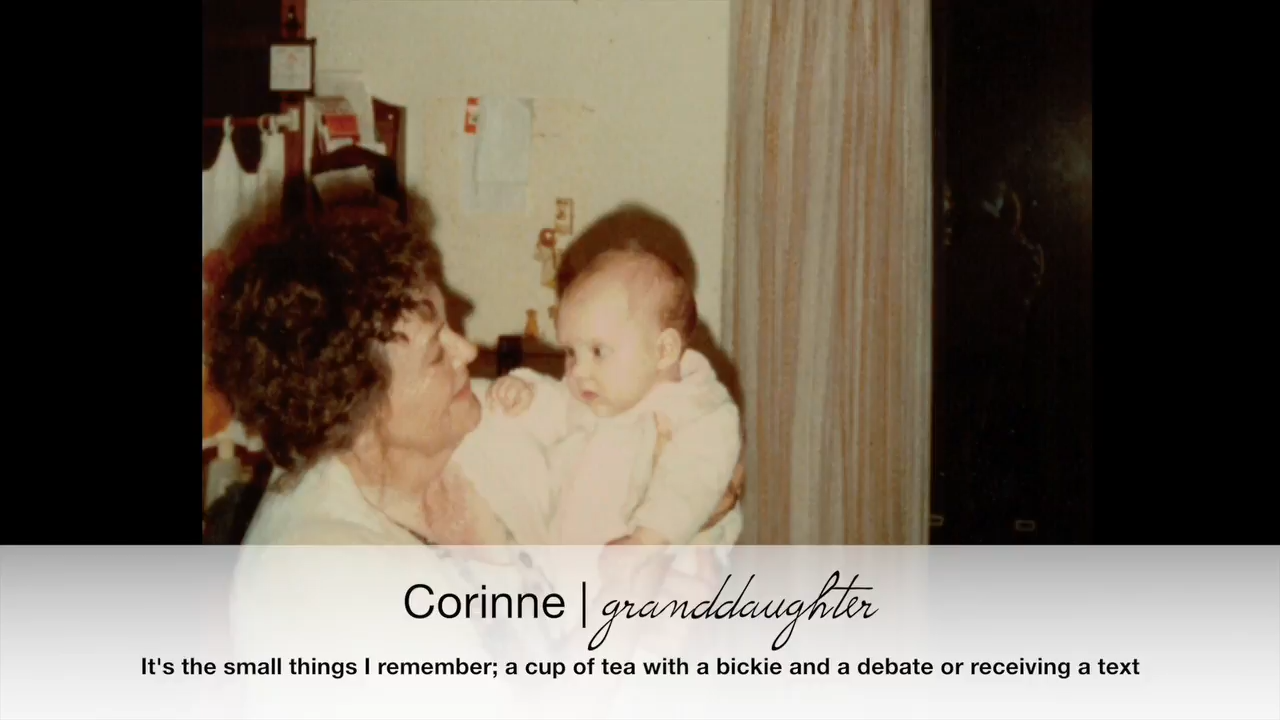 Corinne | granddaughter
It's the small things I remember; a cup of tea with a bickie and a debate or receiving a text